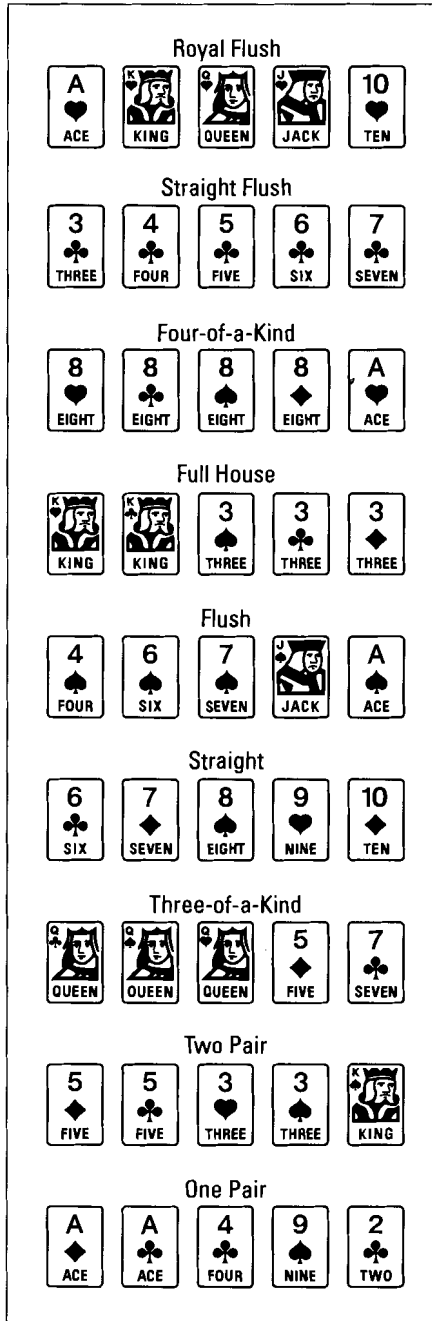 Royal Flush
A K Q J 10
ACE KING QUEEN JACK TEN
Straight Flush
3 4 5 6 7
THREE FOUR FIVE SIX SEVEN
Four-of-a-Kind
8 8 8 8 A
EIGHT EIGHT EIGHT EIGHT ACE
Full House
K K 3 3 3
KING KING THREE THREE THREE
Flush
4 6 7 J A
FOUR SIX SEVEN JACK ACE
Straight
6 7 8 9 10
SIX SEVEN EIGHT NINE TEN
Three-of-a-Kind
Q Q Q 5 7
QUEEN QUEEN QUEEN FIVE SEVEN
Two Pair
5 5 3 3 K
FIVE FIVE THREE THREE KING
One Pair
A A 4 9 2
ACE ACE FOUR NINE TWO